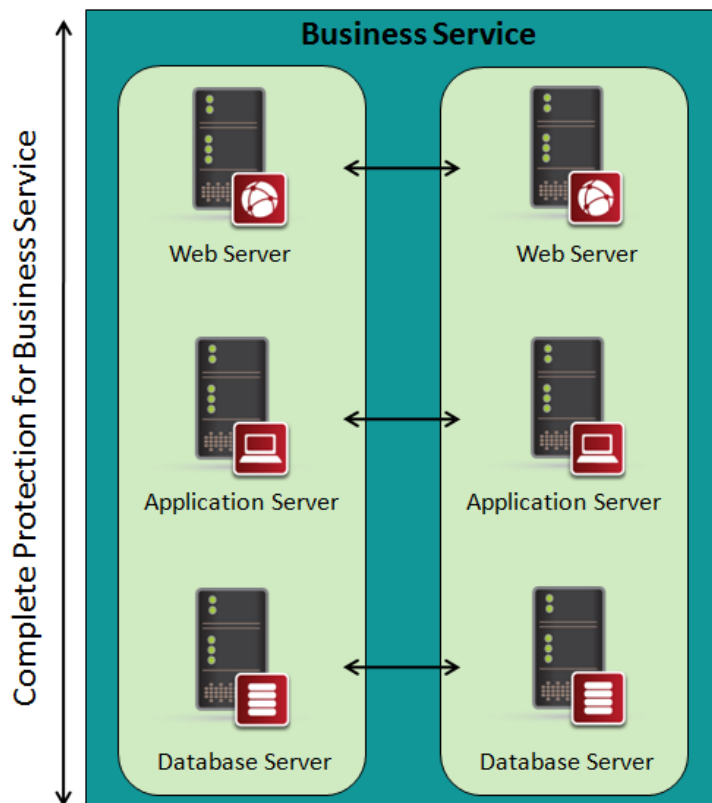 Business Service
Complete Protection for Business Service
Web Server
Web Server
Application Server
Application Server
Database Server
Database Server